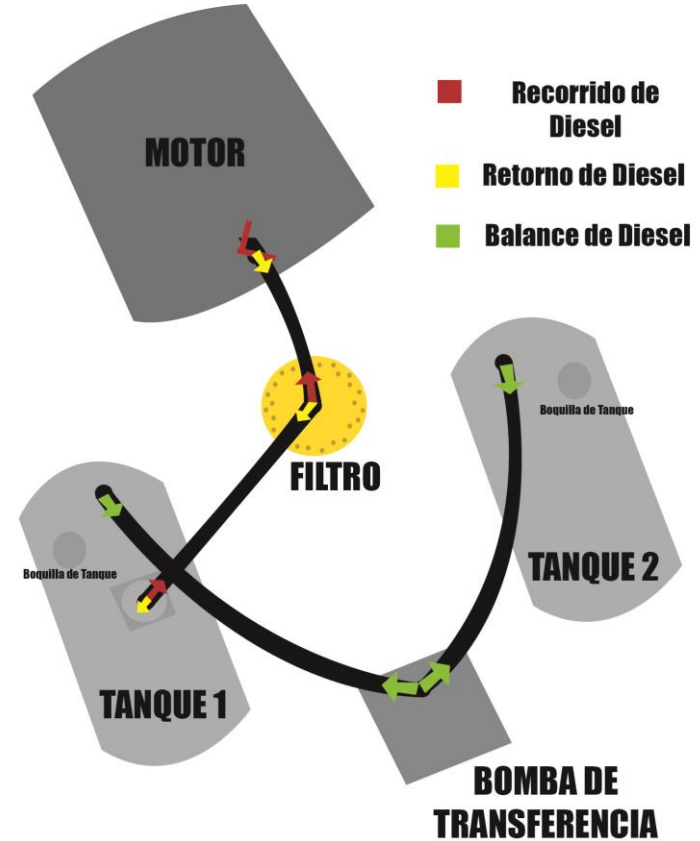 MOTOR
Recorrido de
Diesel
Retorno de Diesel
Balance de Diesel
Boquilla de Tanque
FILTRO
TANQUE 2
Boquilla de Tanque
TANQUE 1
BOMBA DE
TRANSFERENCIA